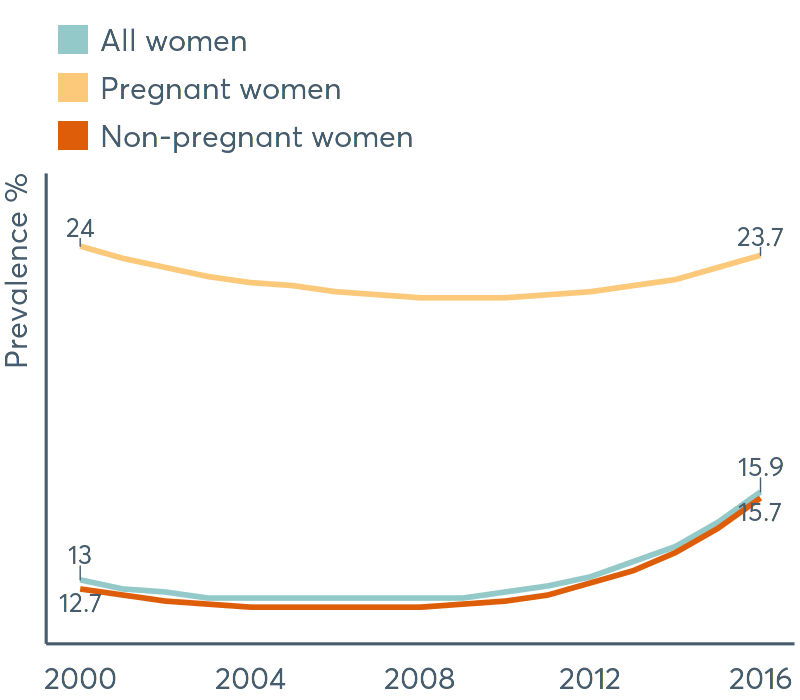 All women
Pregnant women
Non-pregnant women
Prevalence %
24
23.7
15.9
15.7
13
12.7
2000 2004 2008 2012 2016